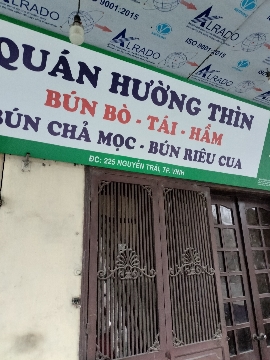 ALRADO
ISO 9001:2015
ALRADO
ISO 9001:2015
ALRADO
QUÁN HƯỜNG THÌN
BÚN BÒ - TÁI - HẦM
BÚN CHẢ MỌC - BÚN RIÊU CUA
ĐC: 225 NGUYỄN TRÃI, TP. VINH